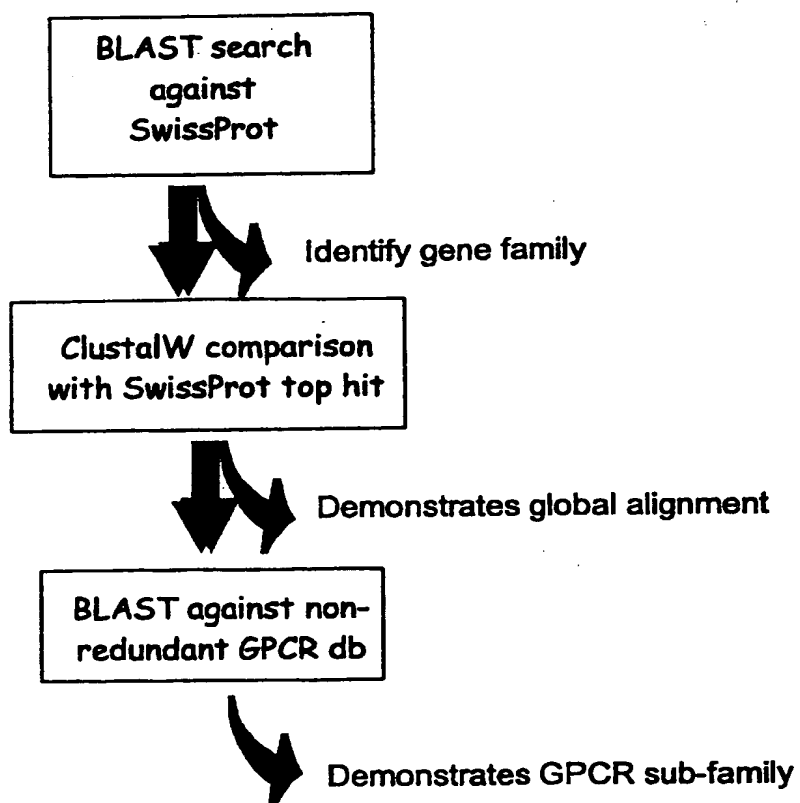 BLAST search
against
SwissProt
Identify gene family
ClustalW comparison
with SwissProt top hit
Demonstrates global alignment
BLAST against non-
redundant GPCR db
Demonstrates GPCR sub-family